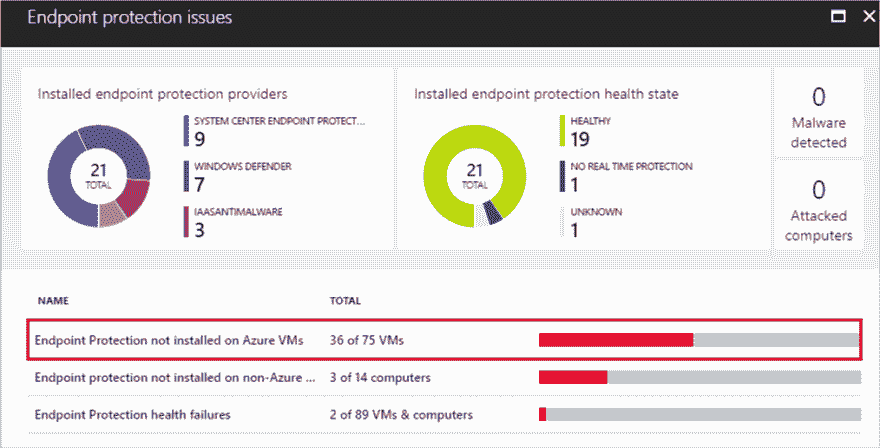 Endpoint protection issues
Installed endpoint protection providers
21
TOTAL
SYSTEM CENTER ENDPOINT PROTECT...
9
WINDOWS DEFENDER
7
IAASANTIMALWARE
3
Installed endpoint protection health state
21
TOTAL
HEALTHY
19
NO REAL TIME PROTECTION
1
UNKNOWN
1
0
Malware
detected
0
Attacked
computers
NAME TOTAL
Endpoint Protection not installed on Azure VMs 36 of 75 VMs
Endpoint protection not installed on non-Azure ... 3 of 14 computers
Endpoint Protection health failures 2 of 89 VMs & computers